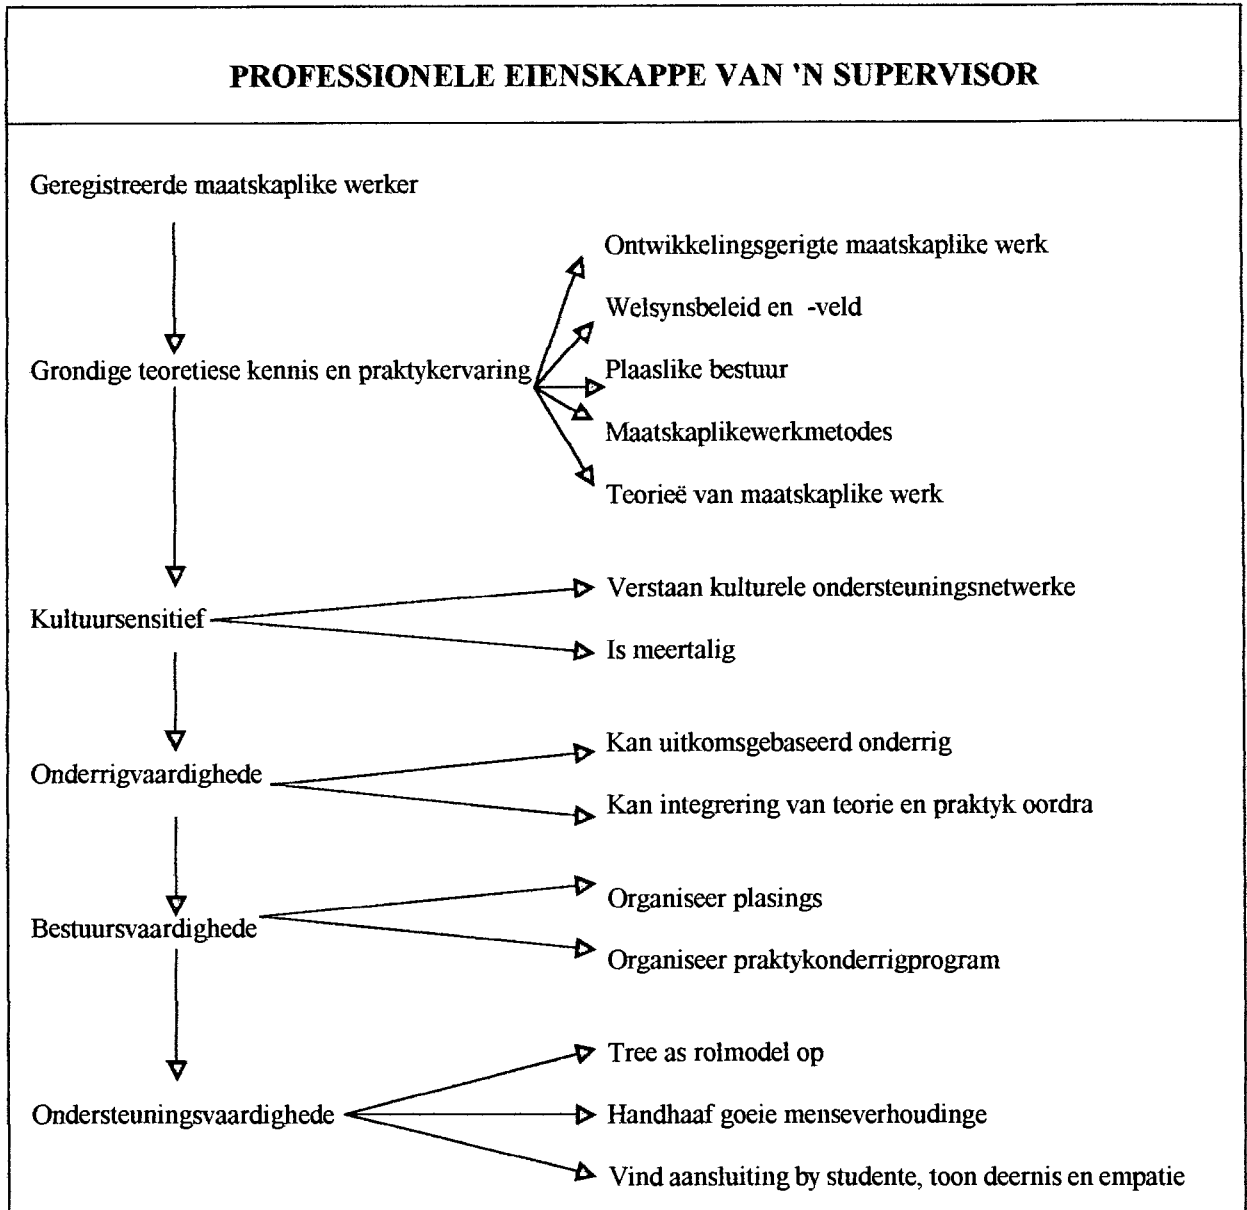 PROFESSIONELE EIENSKAPPE VAN 'N SUPERVISOR
Geregistreerde maatskaplike werker
Ontwikkelingsgerigte maatskaplike werk
Welsynsbeleid en -veld
Grondige teoretiese kennis en praktykervaring
Plaaslike bestuur
Maatskaplikewerkmetodes
Teorieë van maatskaplike werk
Kultuursensitief
Verstaan kulturele ondersteuningsnetwerke
Is meertalig
Onderrigvaardighede
Kan uitkomsgebaseerd onderrig
Kan integrering van teorie en praktyk oordra
Bestuursvaardighede
Organiseer plasings
Organiseer praktykonderrigprogram
Ondersteuningsvaardighede
Tree as rolmodel op
Handhaaf goeie menseverhoudinge
Vind aansluiting by studente, toon deernis en empatie